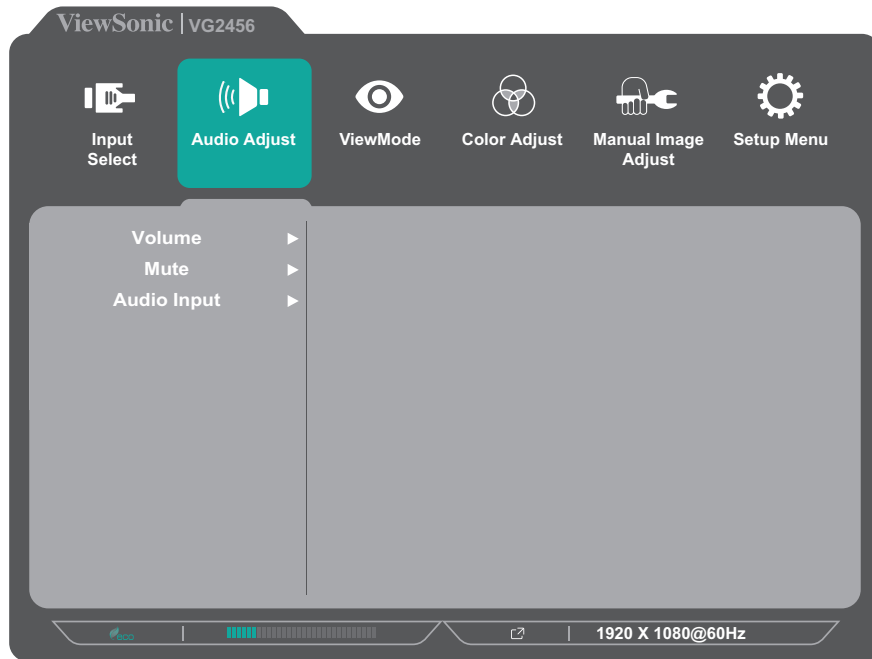 ViewSonic | VG2456
Input Select
Audio Adjust
ViewMode
Color Adjust
Manual Image Adjust
Setup Menu
Volume
Mute
Audio Input
eco
1920 X 1080@60Hz